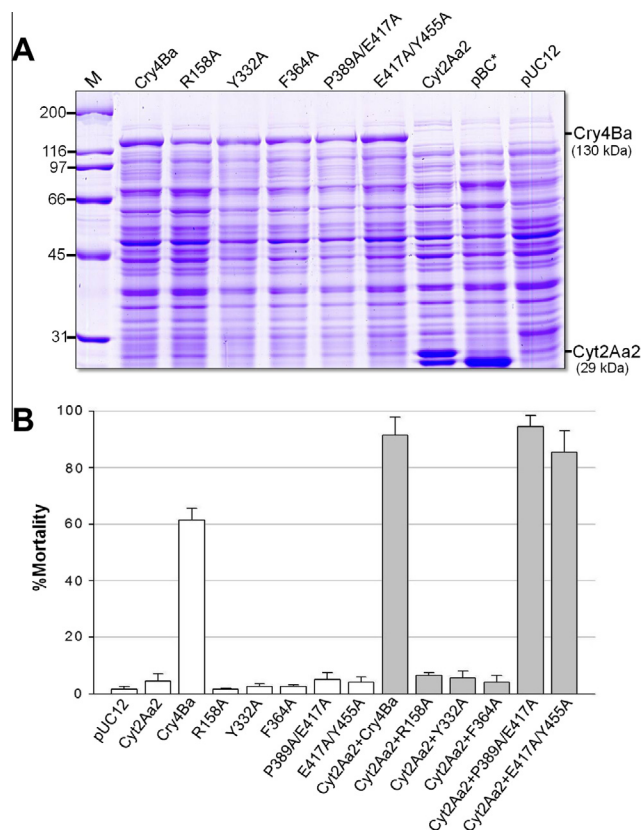 A
M Cry4Ba R158A Y332A F364A P389A/E417A E417A/Y455A Cyt2Aa2 pBC* pUC12
200
116
97
66
45
31
Cry4Ba
(130 kDa)
Cyt2Aa2
(29 kDa)
B
%Mortality
100
80
60
40
20
0
pUC12 Cyt2Aa2 Cry4Ba R158A Y332A F364A P389A/E417A E417A/Y455A Cyt2Aa2+Cry4Ba Cyt2Aa2+R158A Cyt2Aa2+Y332A Cyt2Aa2+F364A Cyt2Aa2+P389A/E417A Cyt2Aa2+E417A/Y455A